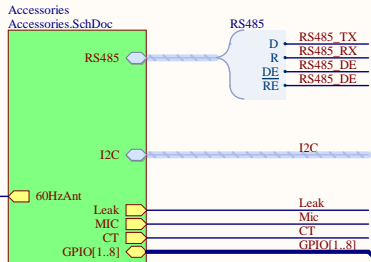 Accessories
Accessories.SchDoc
RS485
RS485
D
RS485_TX
R
RS485_RX
DE
RS485_DE
RE
RS485_DE
I2C
I2C
60HzAnt
Leak
Leak
MIC
Mic
CT
CT
GPIO[1..8]
GPIO[1..8]